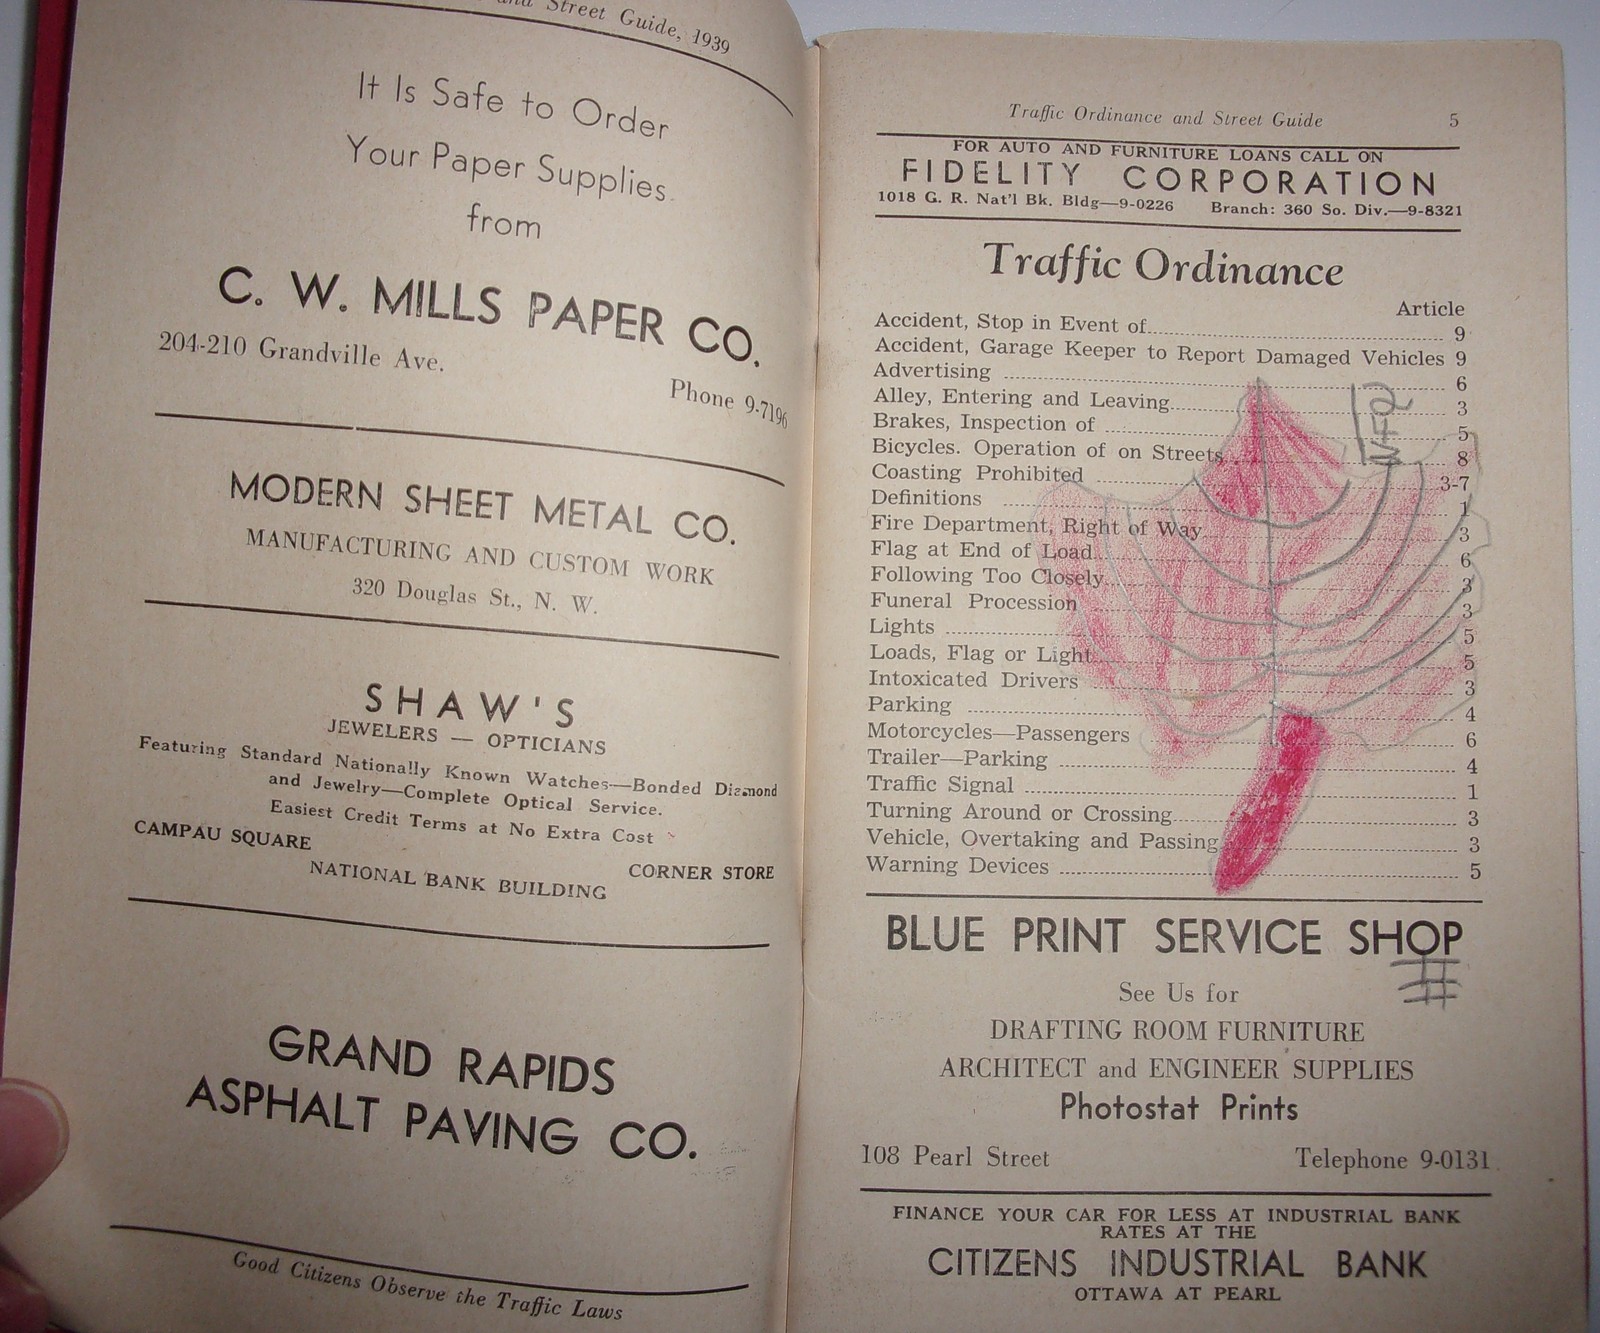 and Street Guide, 1939
It Is Safe to Order
Your Paper Supplies
from
C. W. MILLS PAPER CO.
204-210 Grandville Ave.
Phone 9-7196
MODERN SHEET METAL CO.
MANUFACTURING AND CUSTOM WORK
320 Douglas St., N. W.
SHAW'S
JEWELERS — OPTICIANS
Featuring Standard Nationally Known Watches—Bonded Diamond
and Jewelry—Complete Optical Service.
Easiest Credit Terms at No Extra Cost
CAMPAU SQUARE
NATIONAL BANK BUILDING
CORNER STORE
GRAND RAPIDS
ASPHALT PAVING CO.
Good Citizens Observe the Traffic Laws
Traffic Ordinance and Street Guide 5
FOR AUTO AND FURNITURE LOANS CALL ON
FIDELITY CORPORATION
1018 G. R. Nat'l Bk. Bldg—9-0226 Branch: 360 So. Div.—9-8321
Traffic Ordinance
Article
Accident, Stop in Event of 9
Accident, Garage Keeper to Report Damaged Vehicles 9
Advertising 6
Alley, Entering and Leaving 3
Brakes, Inspection of 5
Bicycles. Operation of on Streets 8
Coasting Prohibited 3-7
Definitions 1
Fire Department, Right of Way 3
Flag at End of Load 6
Following Too Closely 3
Funeral Procession 3
Lights 5
Loads, Flag or Light 5
Intoxicated Drivers 3
Parking 4
Motorcycles—Passengers 6
Trailer—Parking 4
Traffic Signal 1
Turning Around or Crossing 3
Vehicle, Overtaking and Passing 3
Warning Devices 5
BLUE PRINT SERVICE SHOP
See Us for
DRAFTING ROOM FURNITURE
ARCHITECT and ENGINEER SUPPLIES
Photostat Prints
108 Pearl Street Telephone 9-0131
FINANCE YOUR CAR FOR LESS AT INDUSTRIAL BANK
RATES AT THE
CITIZENS INDUSTRIAL BANK
OTTAWA AT PEARL